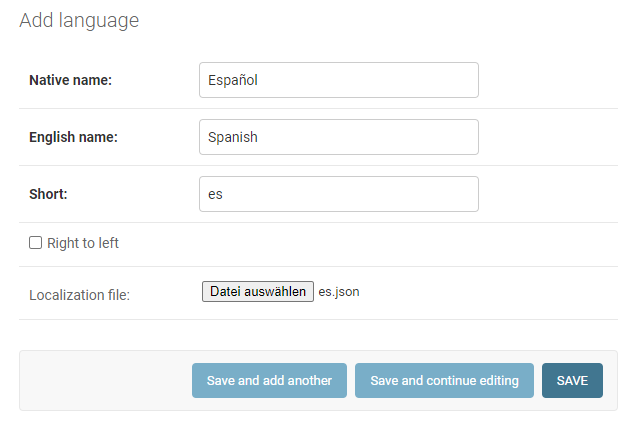 Add language
Native name: Español
English name: Spanish
Short: es
Right to left
Localization file: Datei auswählen es.json
Save and add another Save and continue editing SAVE